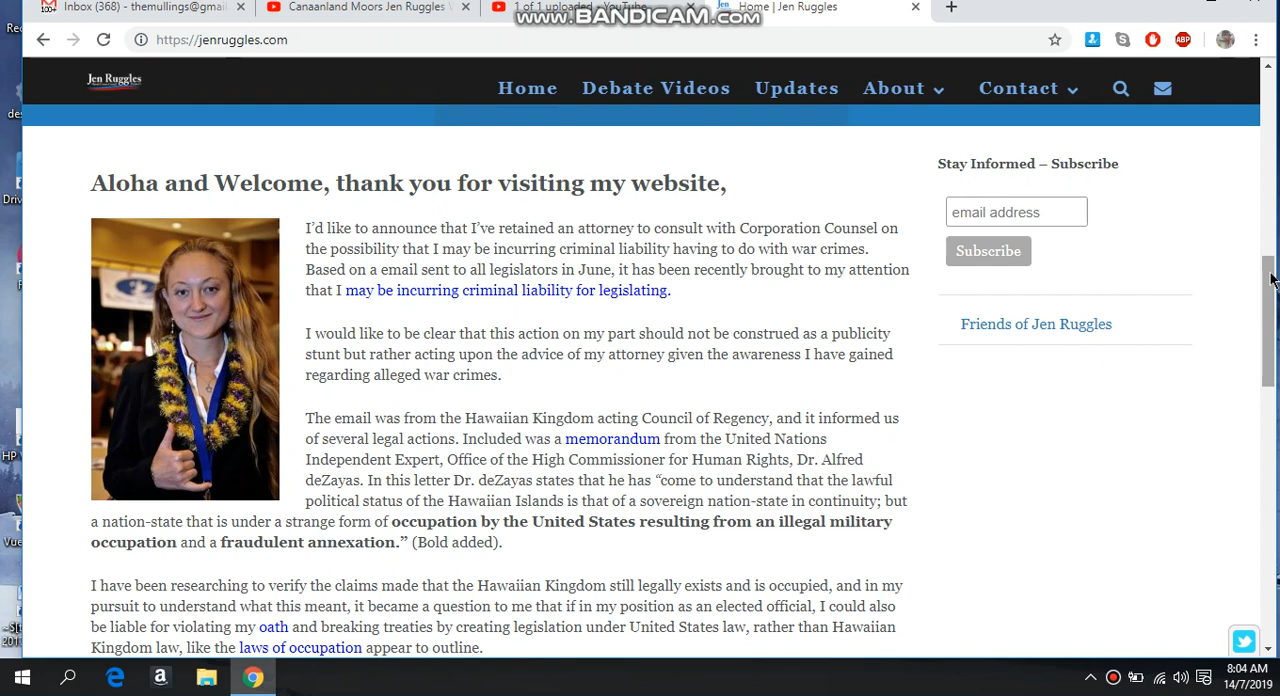 Inbox (368) - themullings@gmail
Canaanland Moors Jen Ruggles W
1 of 1 uploaded - YouTube
Home | Jen Ruggles
www.BANDICAM.com
https://jenruggles.com
ABP
Jen Ruggles
Home Debate Videos Updates About Contact
Aloha and Welcome, thank you for visiting my website,
I'd like to announce that I've retained an attorney to consult with Corporation Counsel on
the possibility that I may be incurring criminal liability having to do with war crimes.
Based on a email sent to all legislators in June, it has been recently brought to my attention
that I may be incurring criminal liability for legislating.
I would like to be clear that this action on my part should not be construed as a publicity
stunt but rather acting upon the advice of my attorney given the awareness I have gained
regarding alleged war crimes.
The email was from the Hawaiian Kingdom acting Council of Regency, and it informed us
of several legal actions. Included was a memorandum from the United Nations
Independent Expert, Office of the High Commissioner for Human Rights, Dr. Alfred
deZayas. In this letter Dr. deZayas states that he has “come to understand that the lawful
political status of the Hawaiian Islands is that of a sovereign nation-state in continuity; but
a nation-state that is under a strange form of occupation by the United States resulting from an illegal military
occupation and a fraudulent annexation.” (Bold added).
I have been researching to verify the claims made that the Hawaiian Kingdom still legally exists and is occupied, and in my
pursuit to understand what this meant, it became a question to me that if in my position as an elected official, I could also
be liable for violating my oath and breaking treaties by creating legislation under United States law, rather than Hawaiian
Kingdom law, like the laws of occupation appear to outline.
Stay Informed – Subscribe
email address
Subscribe
Friends of Jen Ruggles
8:04 AM
14/7/2019